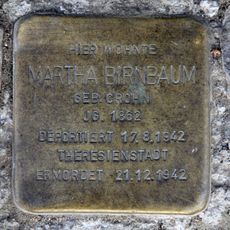 HIER WOHNTE
MARTHA BIRNBAUM
GEB. CROHN
JG. 1862
DEPORTIERT 17.8.1942
THERESIENSTADT
ERMORDET 21.12.1942